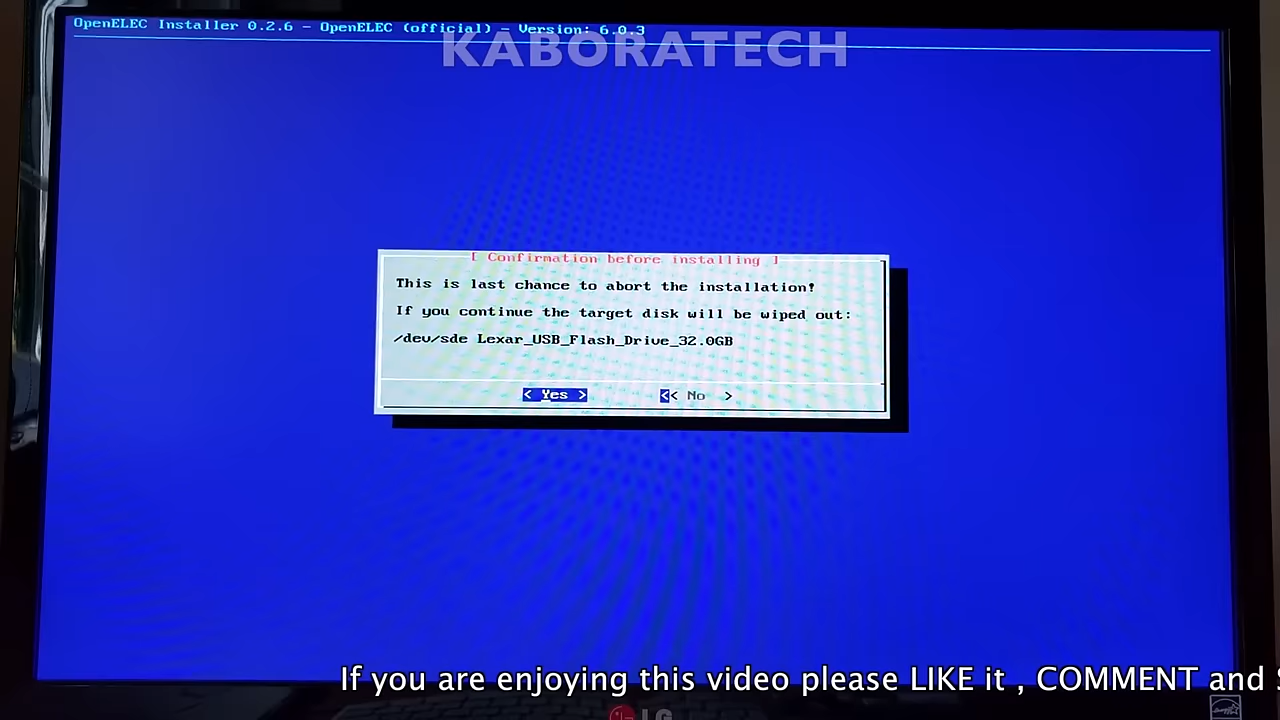 OpenELEC Installer 0.2.6 - OpenELEC (official) - Version: 6.0.3
KABORATECH
[ Confirmation before installing ]
This is last chance to abort the installation!
If you continue the target disk will be wiped out:
/dev/sde Lexar_USB_Flash_Drive_32.0GB
< Yes > << No >
If you are enjoying this video please LIKE it , COMMENT and
LG